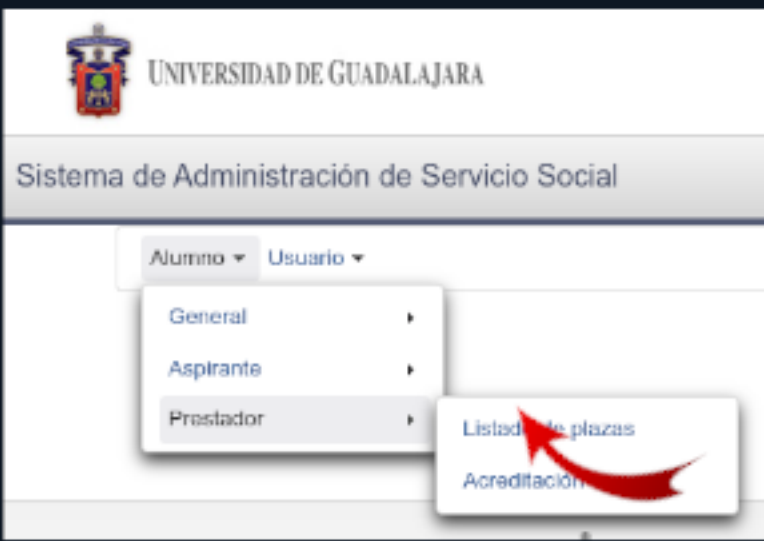 UNIVERSIDAD DE GUADALAJARA
Sistema de Administración de Servicio Social
Alumno Usuario
General
Aspirante
Prestador
Listado de plazas
Acreditación